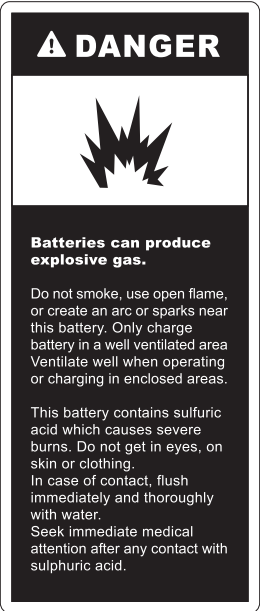 DANGER
Batteries can produce
explosive gas.
Do not smoke, use open flame,
or create an arc or sparks near
this battery. Only charge
battery in a well ventilated area
Ventilate well when operating
or charging in enclosed areas.
This battery contains sulfuric
acid which causes severe
burns. Do not get in eyes, on
skin or clothing.
In case of contact, flush
immediately and thoroughly
with water.
Seek immediate medical
attention after any contact with
sulphuric acid.